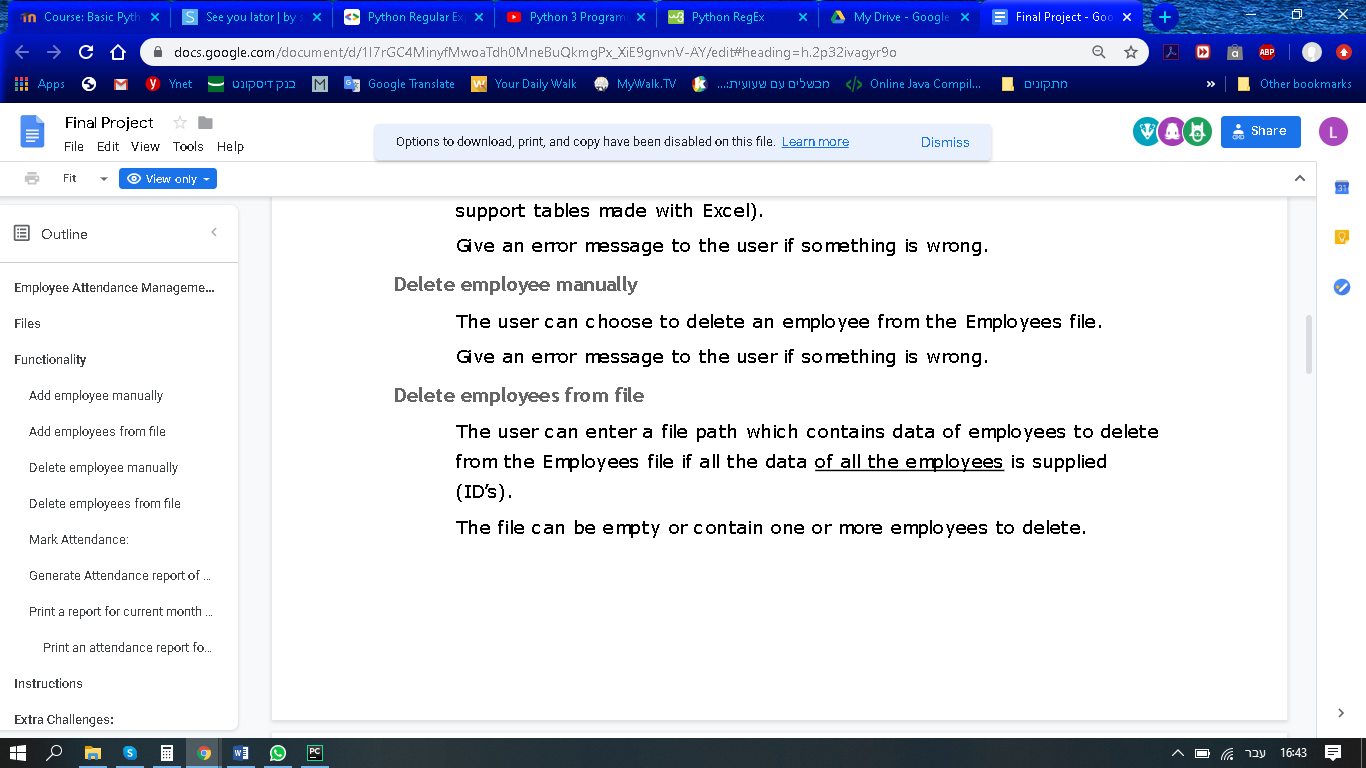 Course: Basic Pyth
See you lator | by s
Python Regular Ex
Python 3 Program
Python RegEx
My Drive - Google
Final Project - Goo
docs.google.com/document/d/1I7rGC4MinyfMwoaTdh0MneBuQkmgPx_XiE9gnvnV-AY/edit#heading=h.2p32ivagyr9o
ABP
Apps
Ynet
בנק דיסקונט
M
Google Translate
Your Daily Walk
MyWalk.TV
מבשלים עם שעועית:...
Online Java Compil...
מתקונים
»
Other bookmarks
Final Project
File Edit View Tools Help
Options to download, print, and copy have been disabled on this file. Learn more Dismiss
Share
L
Fit
View only
31
Outline
Employee Attendance Manageme...
Files
Functionality
Add employee manually
Add employees from file
Delete employee manually
Delete employees from file
Mark Attendance:
Generate Attendance report of ...
Print a report for current month ...
Print an attendance report fo...
Instructions
Extra Challenges:
support tables made with Excel).
Give an error message to the user if something is wrong.
Delete employee manually
The user can choose to delete an employee from the Employees file.
Give an error message to the user if something is wrong.
Delete employees from file
The user can enter a file path which contains data of employees to delete
from the Employees file if all the data of all the employees is supplied
(ID's).
The file can be empty or contain one or more employees to delete.
עבר
16:43